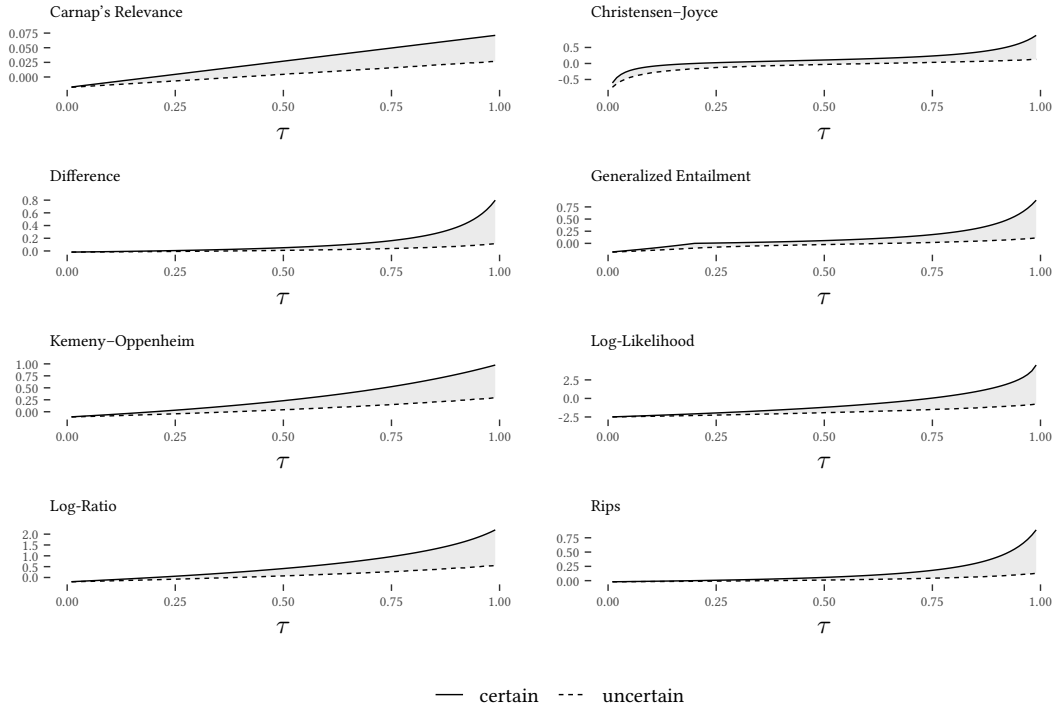 Carnap's Relevance
0.075
0.050
0.025
0.000
0.00 0.25 0.50 0.75 1.00
τ
Christensen–Joyce
0.5
0.0
-0.5
0.00 0.25 0.50 0.75 1.00
τ
Difference
0.8
0.6
0.4
0.2
0.0
0.00 0.25 0.50 0.75 1.00
τ
Generalized Entailment
0.75
0.50
0.25
0.00
0.00 0.25 0.50 0.75 1.00
τ
Kemeny–Oppenheim
1.00
0.75
0.50
0.25
0.00
0.00 0.25 0.50 0.75 1.00
τ
Log-Likelihood
2.5
0.0
-2.5
0.00 0.25 0.50 0.75 1.00
τ
Log-Ratio
2.0
1.5
1.0
0.5
0.0
0.00 0.25 0.50 0.75 1.00
τ
Rips
0.75
0.50
0.25
0.00
0.00 0.25 0.50 0.75 1.00
τ
certain uncertain